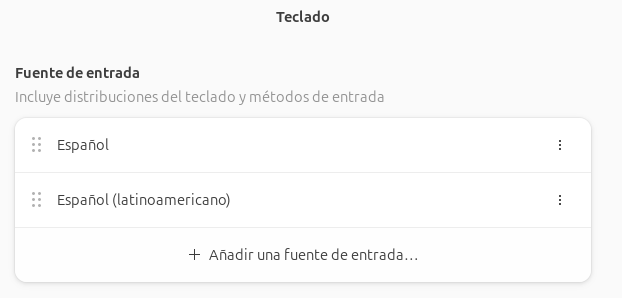 Teclado
Fuente de entrada
Incluye distribuciones del teclado y métodos de entrada
Español
Español (latinoamericano)
+ Añadir una fuente de entrada…